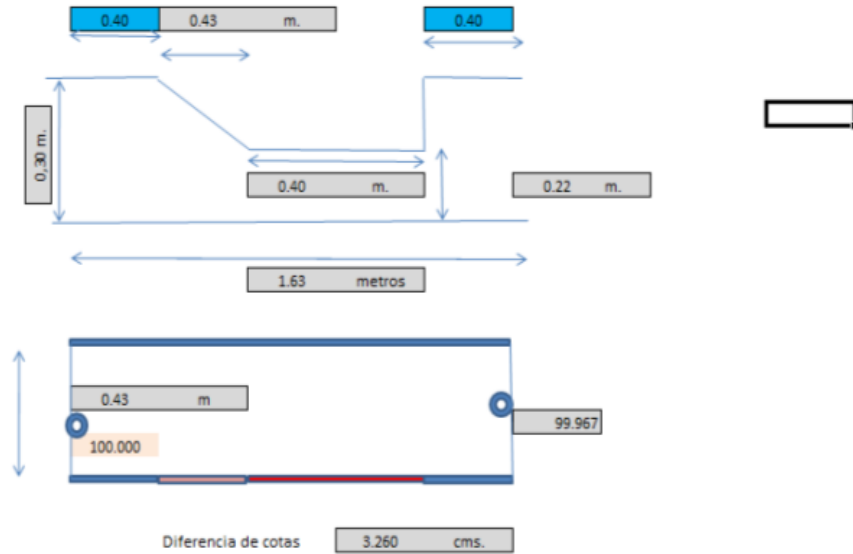 0.40 0.43 m. 0.40
0,30 m.
0.40 m. 0.22 m.
1.63 metros
0.43 m
99.967
100.000
Diferencia de cotas 3.260 cms.